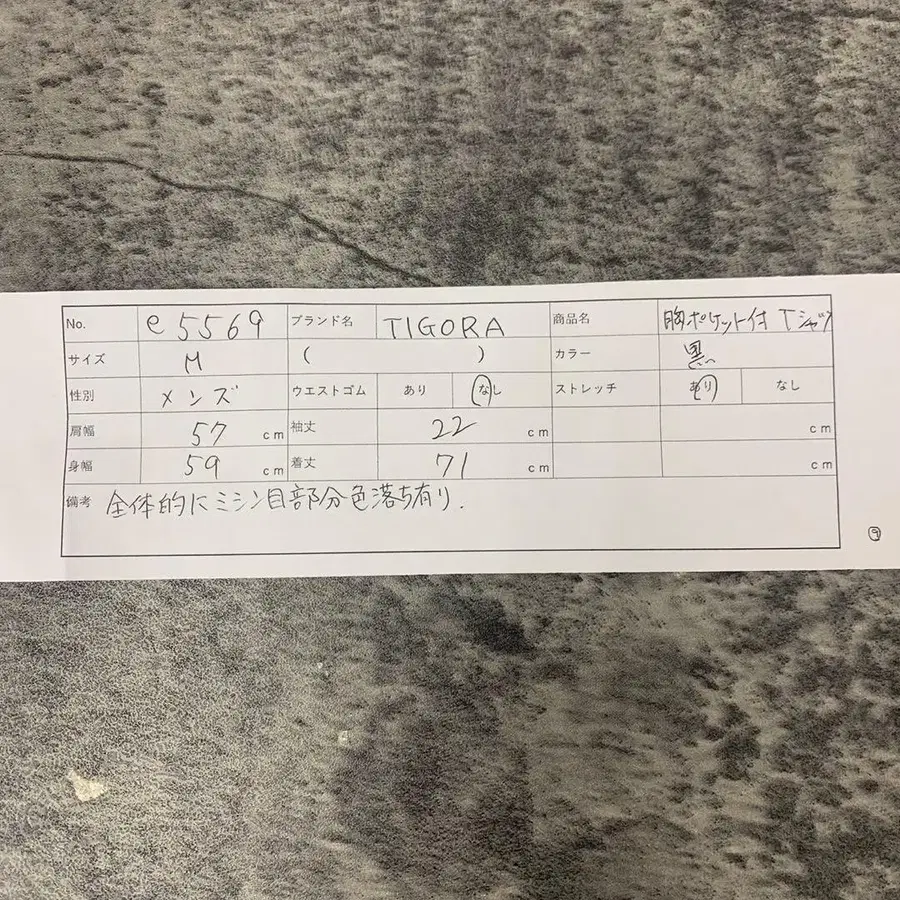 No. e5569 ブランド名 TIGORA 商品名 胸ポケット付 Tシャツ
サイズ M ( ) カラー 黒
性別 メンズ ウエストゴム あり なし ストレッチ あり なし
肩幅 57 cm 袖丈 22 cm cm
身幅 59 cm 着丈 71 cm cm
備考 全体的にミシン目部分色落ち有り.
9